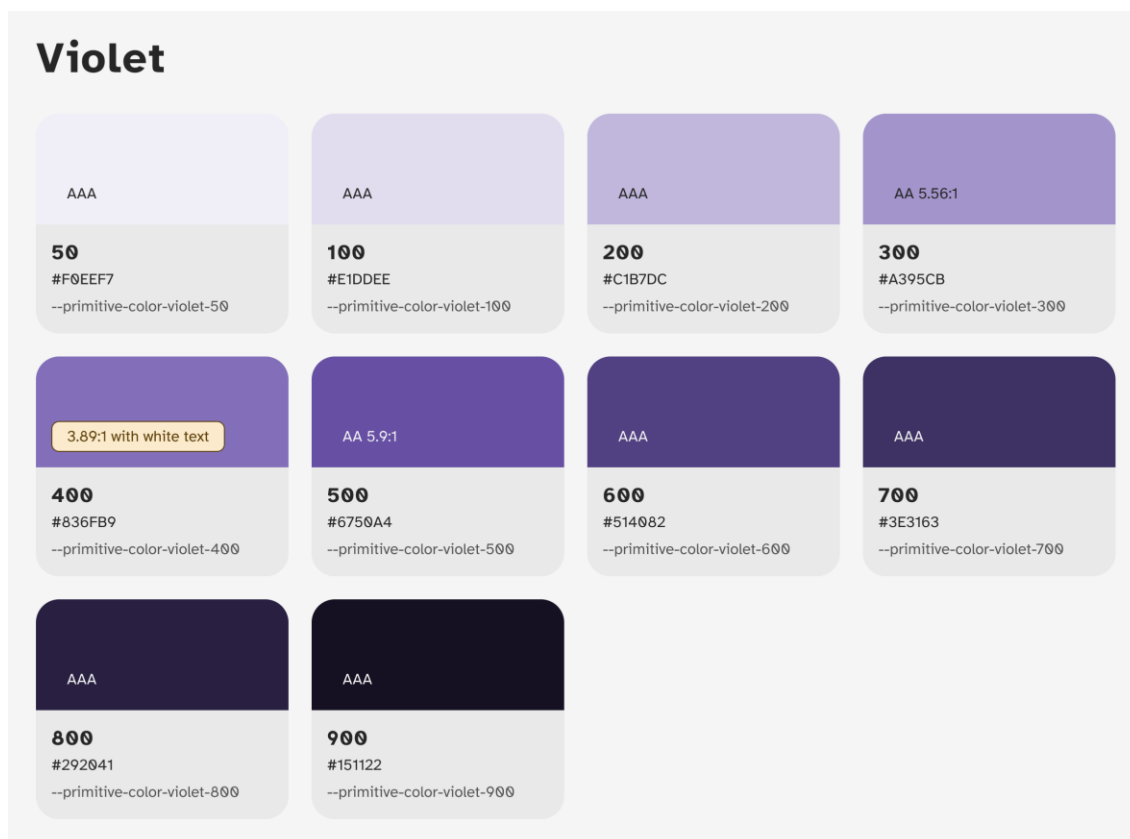 Violet
AAA
50
#F0EEF7
--primitive-color-violet-50
AAA
100
#E1DDEE
--primitive-color-violet-100
AAA
200
#C1B7DC
--primitive-color-violet-200
AA 5.56:1
300
#A395CB
--primitive-color-violet-300
3.89:1 with white text
400
#836FB9
--primitive-color-violet-400
AA 5.9:1
500
#6750A4
--primitive-color-violet-500
AAA
600
#514082
--primitive-color-violet-600
AAA
700
#3E3163
--primitive-color-violet-700
AAA
800
#292041
--primitive-color-violet-800
AAA
900
#151122
--primitive-color-violet-900